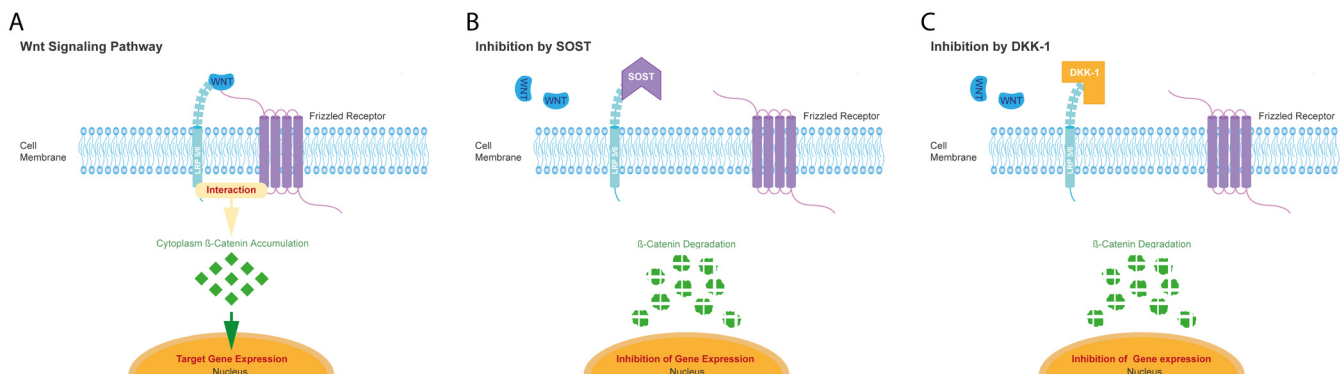 A
Wnt Signaling Pathway
WNT
Frizzled Receptor
Cell
Membrane
LRP 5/6
Interaction
Cytoplasm ß-Catenin Accumulation
Target Gene Expression
Nucleus
B
Inhibition by SOST
SOST
WNT
WNT
Frizzled Receptor
Cell
Membrane
LRP 5/6
ß-Catenin Degradation
Inhibition of Gene Expression
Nucleus
C
Inhibition by DKK-1
DKK-1
WNT
WNT
Frizzled Receptor
Cell
Membrane
LRP 5/6
ß-Catenin Degradation
Inhibition of Gene expression
Nucleus